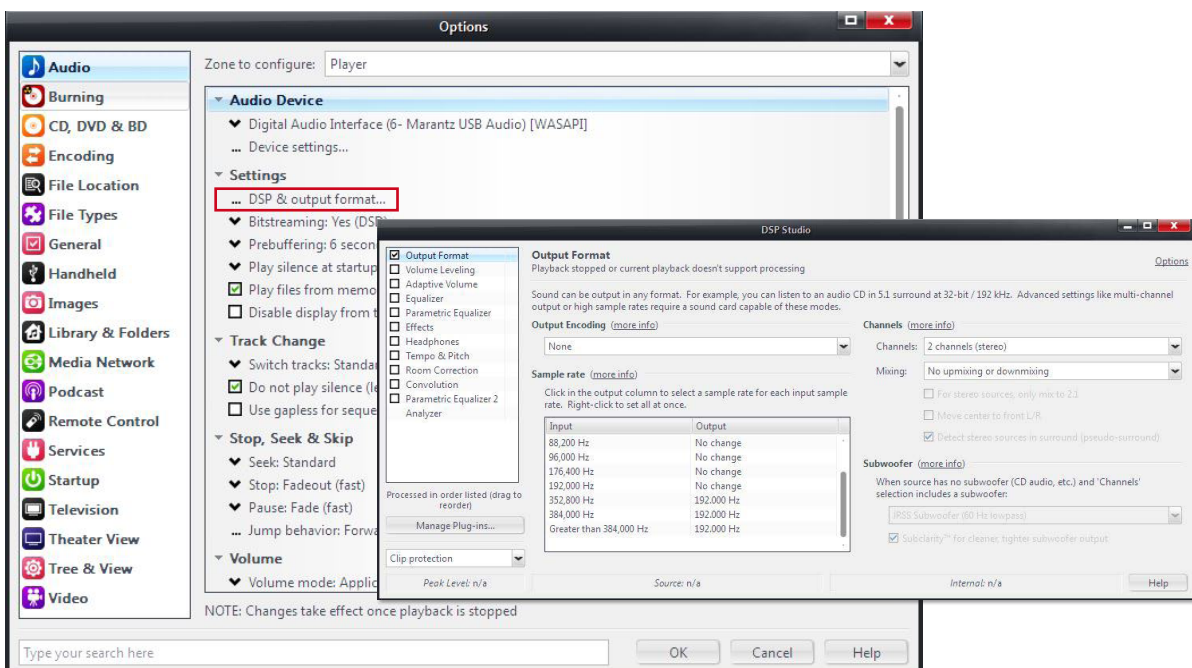 Options
Audio
Burning
CD, DVD & BD
Encoding
File Location
File Types
General
Handheld
Images
Library & Folders
Media Network
Podcast
Remote Control
Services
Startup
Television
Theater View
Tree & View
Video
Zone to configure: Player
Audio Device
Digital Audio Interface (6- Marantz USB Audio) [WASAPI]
... Device settings...
Settings
... DSP & output format...
Bitstreaming: Yes (DSD)
Prebuffering: 6 secon
Play silence at startup
Play files from memo
Disable display from t
Track Change
Switch tracks: Standar
Do not play silence (le
Use gapless for seque
Stop, Seek & Skip
Seek: Standard
Stop: Fadeout (fast)
Pause: Fade (fast)
... Jump behavior: Forwa
Volume
Volume mode: Applic
NOTE: Changes take effect once playback is stopped
Type your search here
OK
Cancel
Help
DSP Studio
Output Format
Volume Leveling
Adaptive Volume
Equalizer
Parametric Equalizer
Effects
Headphones
Tempo & Pitch
Room Correction
Convolution
Parametric Equalizer 2
Analyzer
Processed in order listed (drag to
reorder)
Manage Plug-ins...
Clip protection
Output Format
Playback stopped or current playback doesn't support processing
Options
Sound can be output in any format. For example, you can listen to an audio CD in 5.1 surround at 32-bit / 192 kHz. Advanced settings like multi-channel
output or high sample rates require a sound card capable of these modes.
Output Encoding (more info)
None
Sample rate (more info)
Click in the output column to select a sample rate for each input sample
rate. Right-click to set all at once.
Input Output
88,200 Hz No change
96,000 Hz No change
176,400 Hz No change
192,000 Hz No change
352,800 Hz 192.000 Hz
384,000 Hz 192.000 Hz
Greater than 384,000 Hz 192.000 Hz
Channels (more info)
Channels: 2 channels (stereo)
Mixing: No upmixing or downmixing
For stereo sources, only mix to 2.1
Move center to front L/R
Detect stereo sources in surround (pseudo-surround)
Subwoofer (more info)
When source has no subwoofer (CD audio, etc.) and 'Channels'
selection includes a subwoofer:
JRSS Subwoofer (60 Hz lowpass)
Subclarity™ for cleaner, tighter subwoofer output
Peak Level: n/a
Source: n/a
Internal: n/a
Help